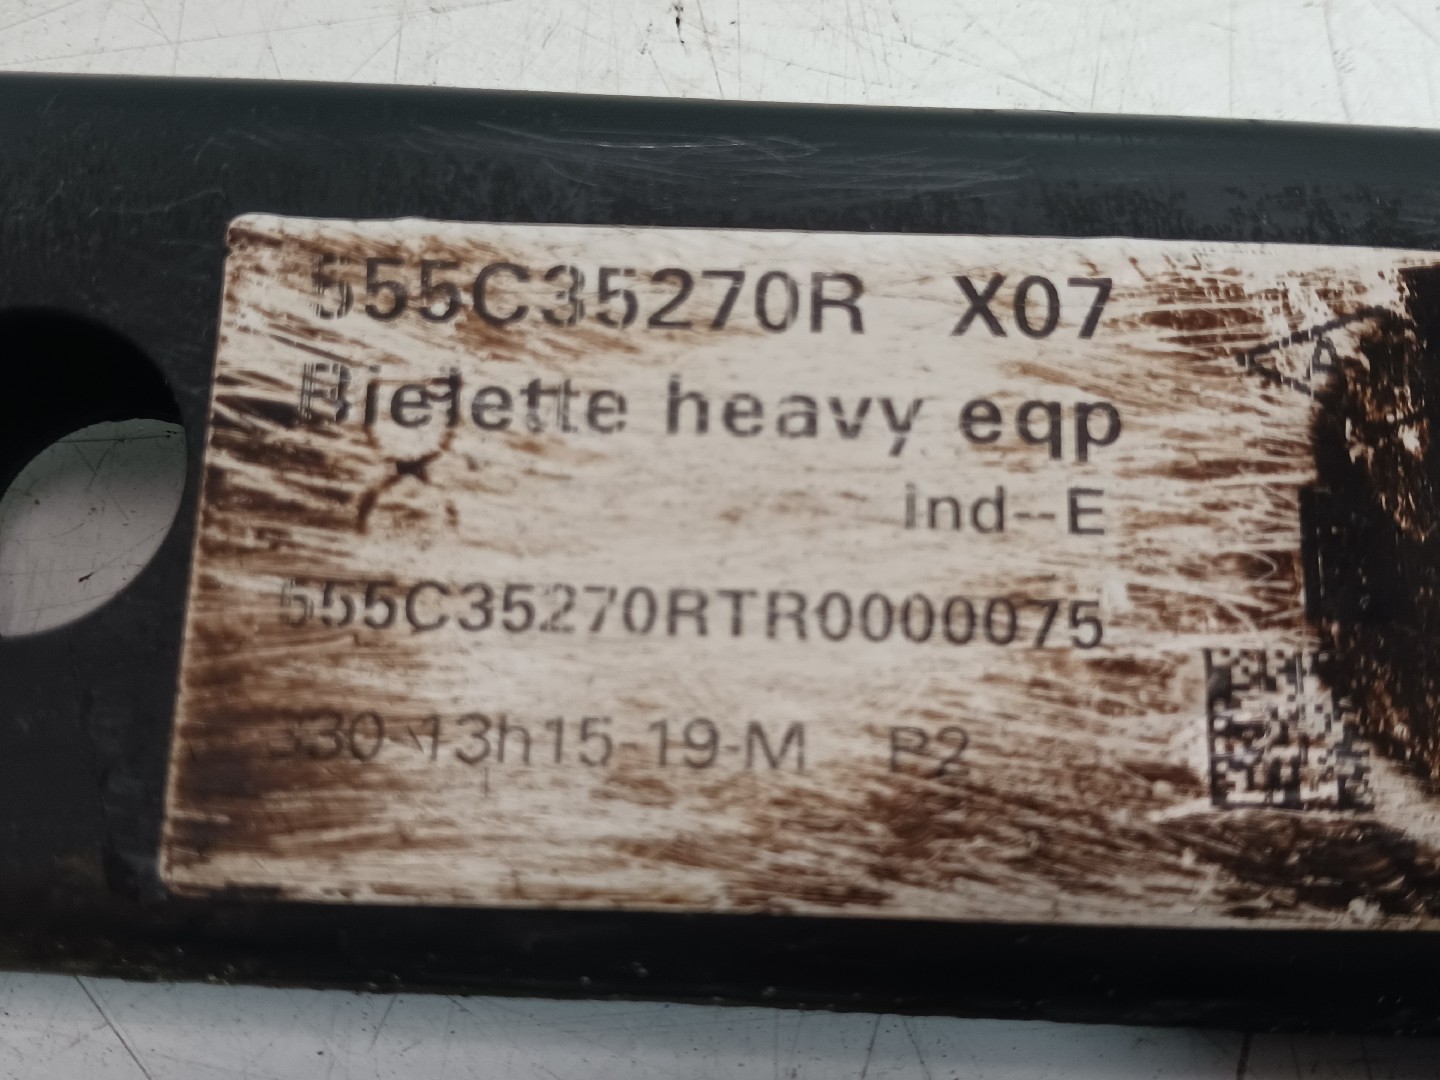 555C35270R X07
Bielette heavy eqp
ind--E
555C35270RTR0000075
330-13h15-19-M P2